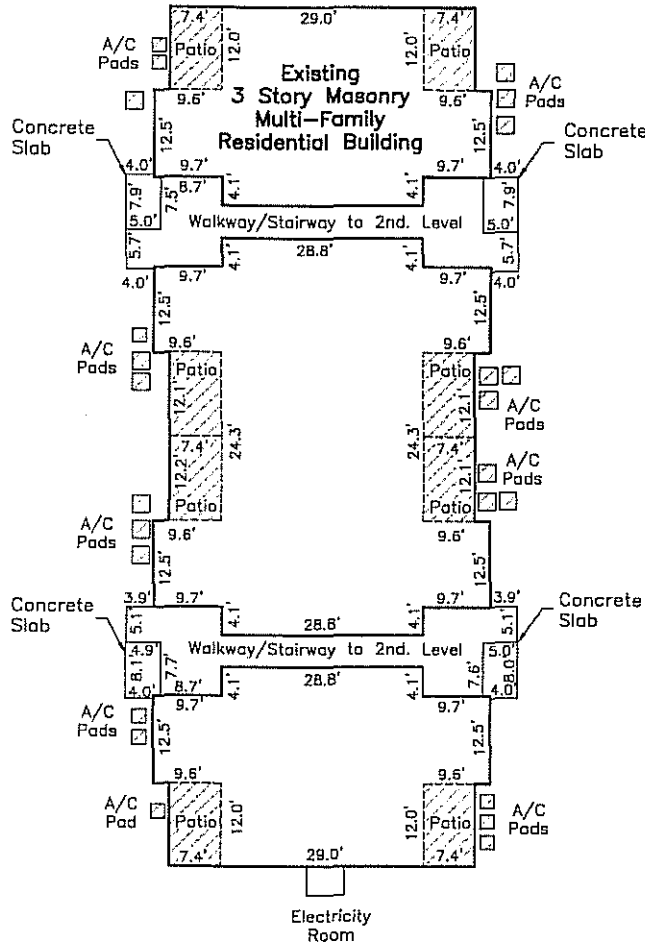 7.4'
29.0'
7.4'
A/C
Pads
Patio
12.0'
12.0'
Patio
A/C
Pads
Existing
3 Story Masonry
Multi-Family
Residential Building
9.6'
9.6'
Concrete
Slab
12.5'
12.5'
Concrete
Slab
4.0'
9.7'
9.7'
4.0'
8.7'
7.9'
7.5'
4.1'
4.1'
7.9'
5.0'
Walkway/Stairway to 2nd. Level
5.0'
5.7'
4.1'
28.8'
4.1'
5.7'
4.0'
9.7'
9.7'
4.0'
12.5'
12.5'
A/C
Pads
9.6'
9.6'
Patio
Patio
12.1'
12.1'
A/C
Pads
24.3'
24.3'
7.4'
7.4'
12.2'
12.1'
A/C
Pads
Patio
Patio
A/C
Pads
9.6'
9.6'
12.5'
12.5'
Concrete
Slab
3.9'
9.7'
9.7'
3.9'
Concrete
Slab
5.1'
4.1'
28.8'
4.1'
5.1'
4.9'
Walkway/Stairway to 2nd. Level
5.0'
8.1'
7.7'
7.6'
8.0'
4.0'
8.7'
4.1'
28.8'
4.1'
4.0'
9.7'
9.7'
A/C
Pads
12.5'
12.5'
9.6'
9.6'
A/C
Pad
Patio
12.0'
12.0'
Patio
A/C
Pads
7.4'
29.0'
7.4'
Electricity
Room